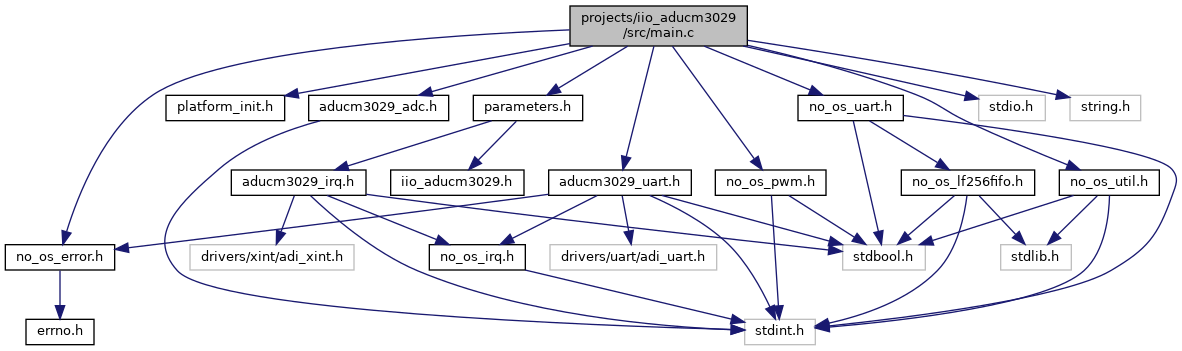 projects/iio_aducm3029
/src/main.c
platform_init.h
aducm3029_adc.h
parameters.h
no_os_uart.h
stdio.h
string.h
aducm3029_irq.h
iio_aducm3029.h
aducm3029_uart.h
no_os_pwm.h
no_os_lf256fifo.h
no_os_util.h
no_os_error.h
drivers/xint/adi_xint.h
no_os_irq.h
drivers/uart/adi_uart.h
stdbool.h
stdlib.h
errno.h
stdint.h